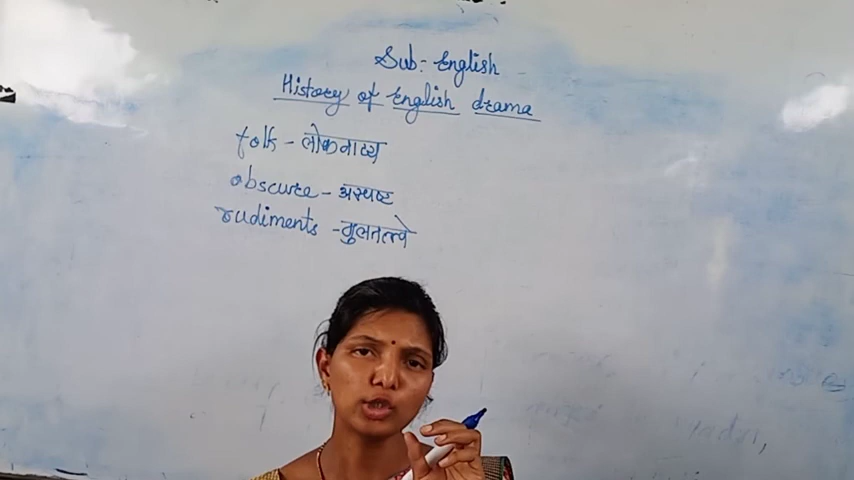 Sub:- English
History of English drama
folk - लोकनाट्य
obscure - अस्पष्ट
rudiments - मुलतत्त्वे